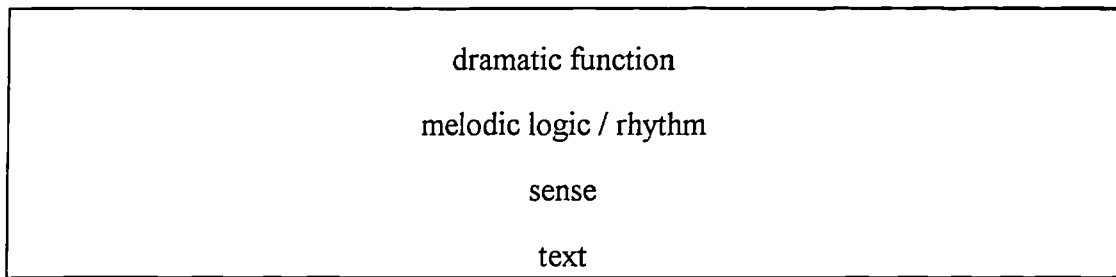 dramatic function
melodic logic / rhythm
sense
text